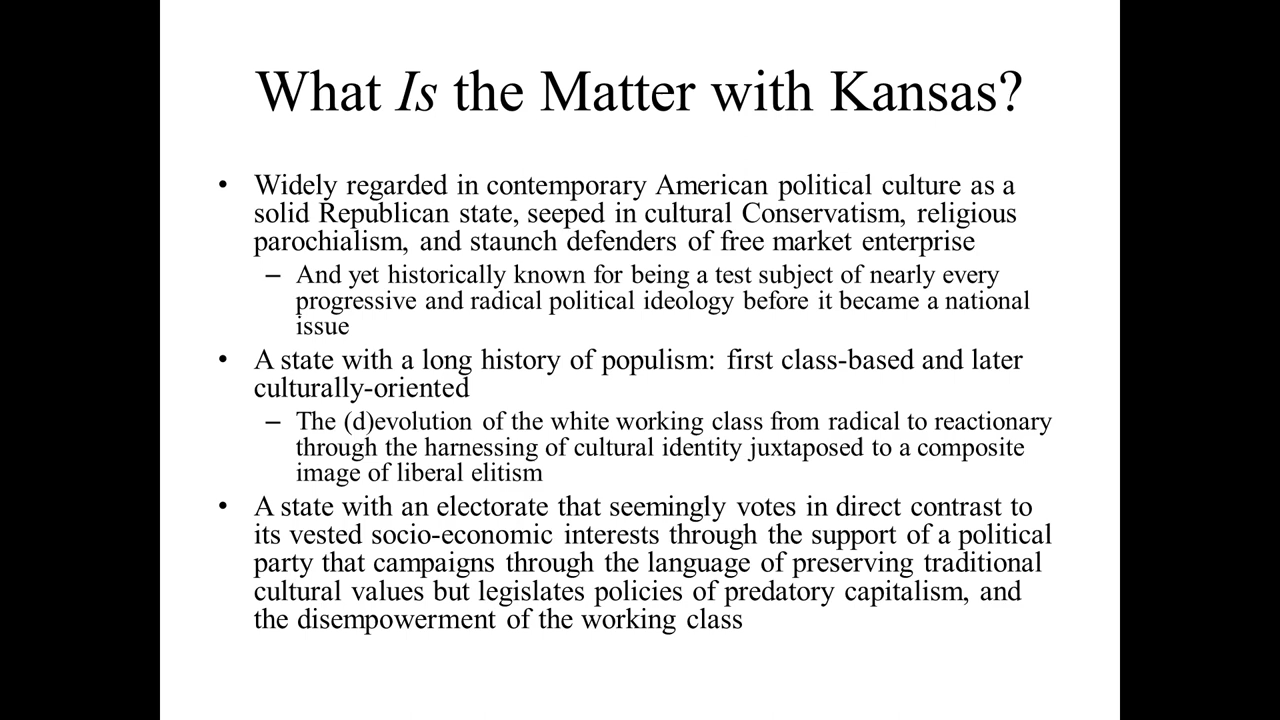 What Is the Matter with Kansas?
• Widely regarded in contemporary American political culture as a
solid Republican state, seeped in cultural Conservatism, religious
parochialism, and staunch defenders of free market enterprise
– And yet historically known for being a test subject of nearly every
progressive and radical political ideology before it became a national
issue
• A state with a long history of populism: first class-based and later
culturally-oriented
– The (d)evolution of the white working class from radical to reactionary
through the harnessing of cultural identity juxtaposed to a composite
image of liberal elitism
• A state with an electorate that seemingly votes in direct contrast to
its vested socio-economic interests through the support of a political
party that campaigns through the language of preserving traditional
cultural values but legislates policies of predatory capitalism, and
the disempowerment of the working class